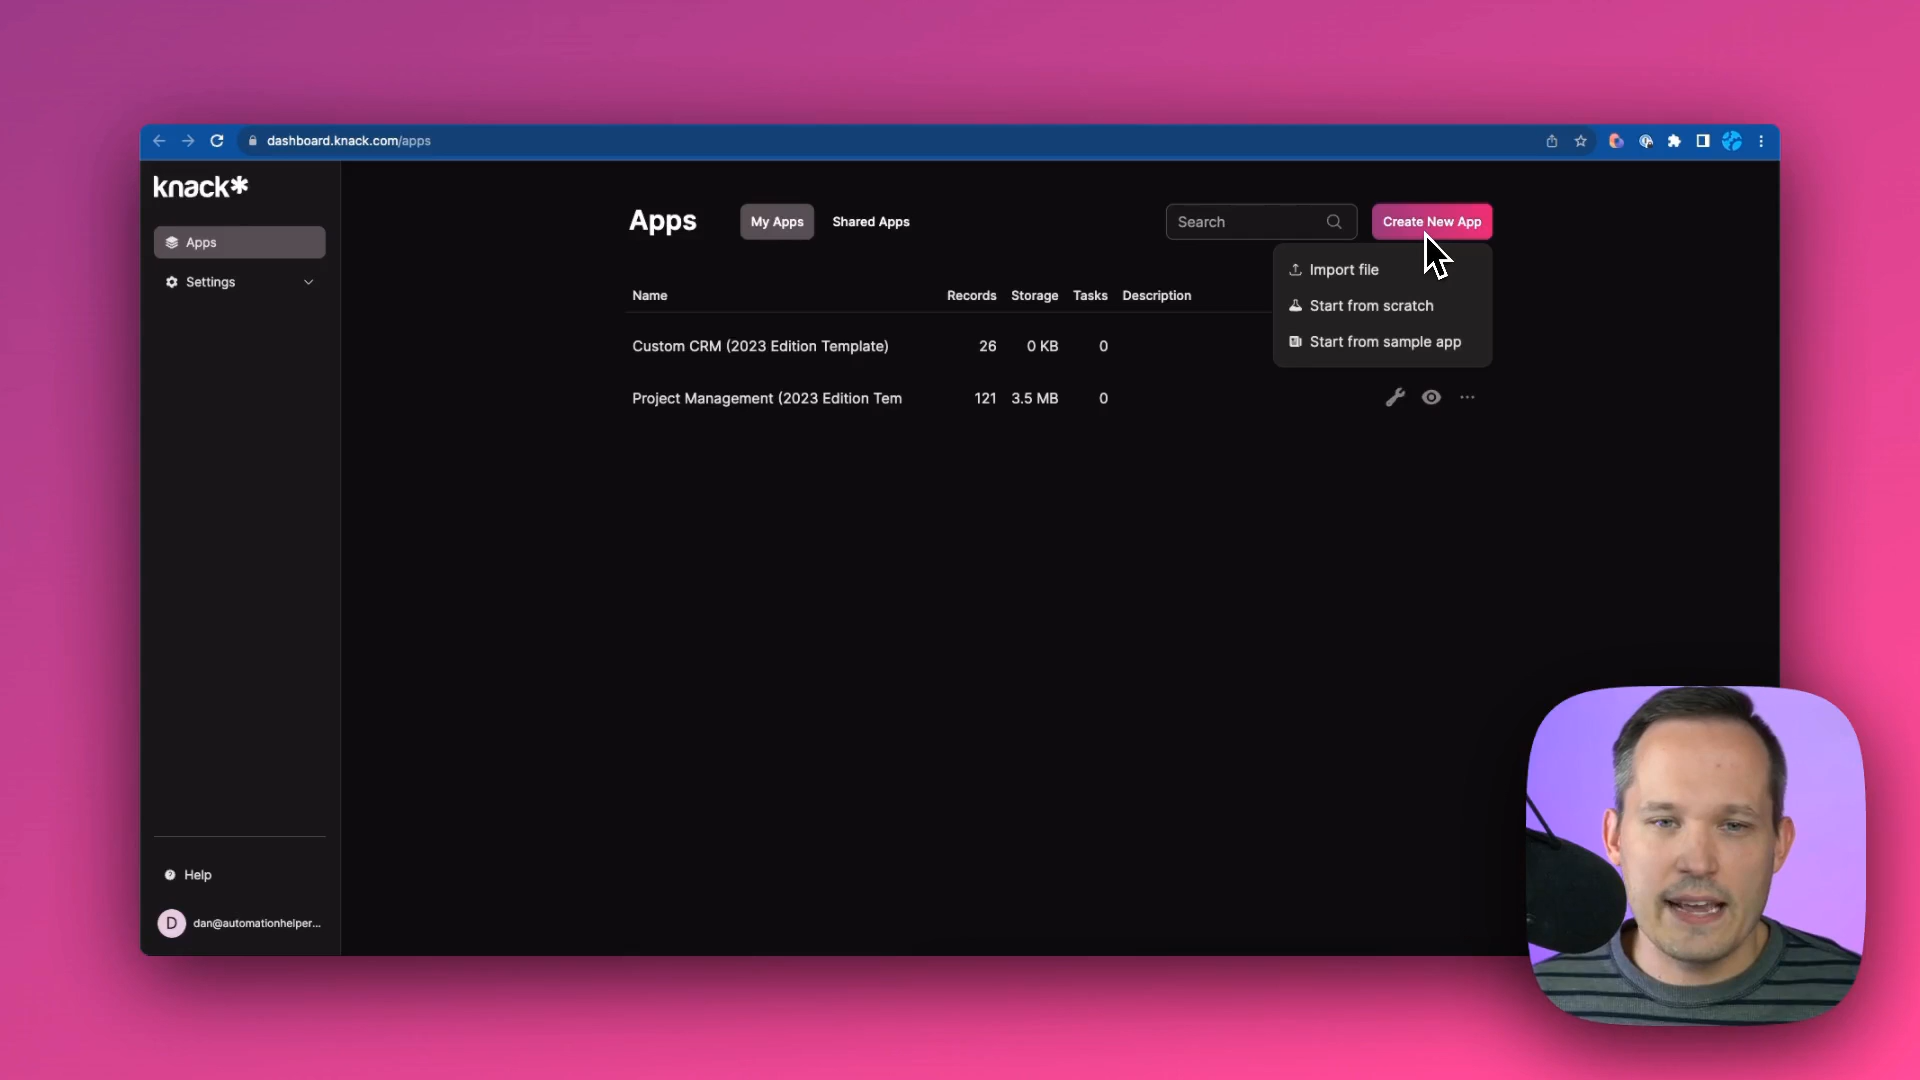 dashboard.knack.com/apps
knack*
Apps
Settings
Help
D
dan@automationhelper...
Apps
My Apps
Shared Apps
Search
Create New App
Import file
Start from scratch
Start from sample app
Name Records Storage Tasks Description
Custom CRM (2023 Edition Template) 26 0 KB 0
Project Management (2023 Edition Tem 121 3.5 MB 0